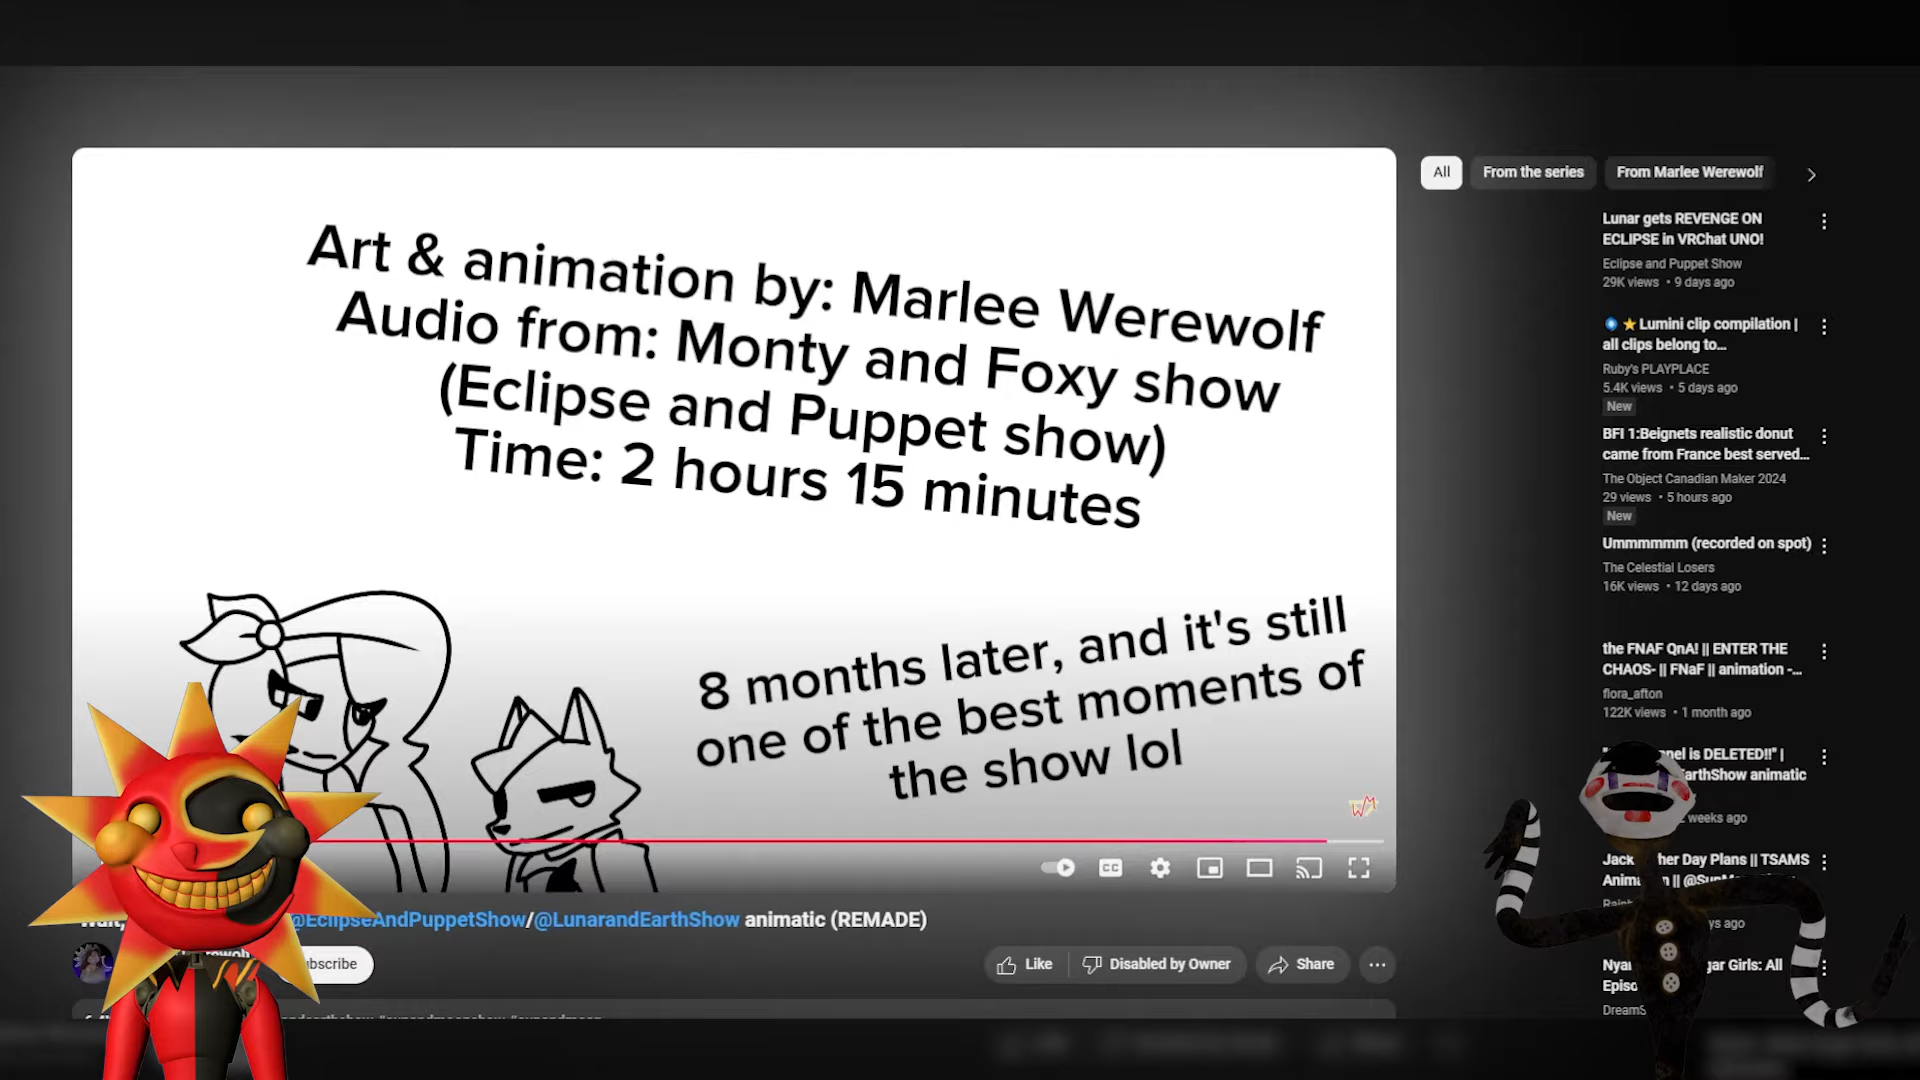 Art & animation by: Marlee Werewolf
Audio from: Monty and Foxy show
(Eclipse and Puppet show)
Time: 2 hours 15 minutes
8 months later, and it's still
one of the best moments of
the show lol
CC
@EclipseAndPuppetShow/@LunarandEarthShow animatic (REMADE)
Like
Disabled by Owner
Share
All
From the series
From Marlee Werewolf
Lunar gets REVENGE ON
ECLIPSE in VRChat UNO!
Eclipse and Puppet Show
29K views • 9 days ago
Lumini clip compilation |
all clips belong to...
Ruby's PLAYPLACE
5.4K views • 5 days ago
New
BFI 1:Beignets realistic donut
came from France best served...
The Object Canadian Maker 2024
29 views • 5 hours ago
New
Ummmmmm (recorded on spot)
The Celestial Losers
16K views • 12 days ago
the FNAF QnA! || ENTER THE
CHAOS- || FNaF || animation -...
flora_afton
122K views • 1 month ago
is DELETED!!" |
animatic
weeks ago
Jack Day Plans || TSAMS
ago
All